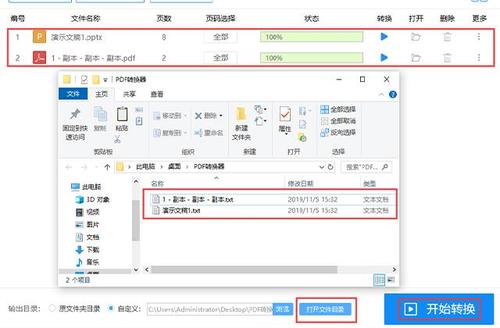 编号 文件名称 页数 页码选择 状态 转换 打开 删除 更多
1 演示文稿1.pptx 8 全部 100%
2 1 - 副本 - 副本 - 副本.pdf 2 全部 100%
PDF转换器
文件 主页 共享 查看
固定到快速访问 复制 粘贴 移动到 删除 复制到 重命名 新建文件夹 属性 打开 全部选择 全部取消 反向选择
剪贴板 组织 新建 打开 选择
此电脑 桌面 PDF转换器 搜索"PDF...
名称 修改日期 类型
此电脑
3D 对象
视频
图片
文档
下载
音乐
桌面
1 - 副本 - 副本 - 副本.txt 2019/11/5 15:32 文本文档
演示文稿1.txt 2019/11/5 15:32 文本文档
2 个项目
输出目录: 原文件夹目录 自定义: C:\Users\Administrator\Desktop\PDF转换 浏览 打开文件目录 开始转换